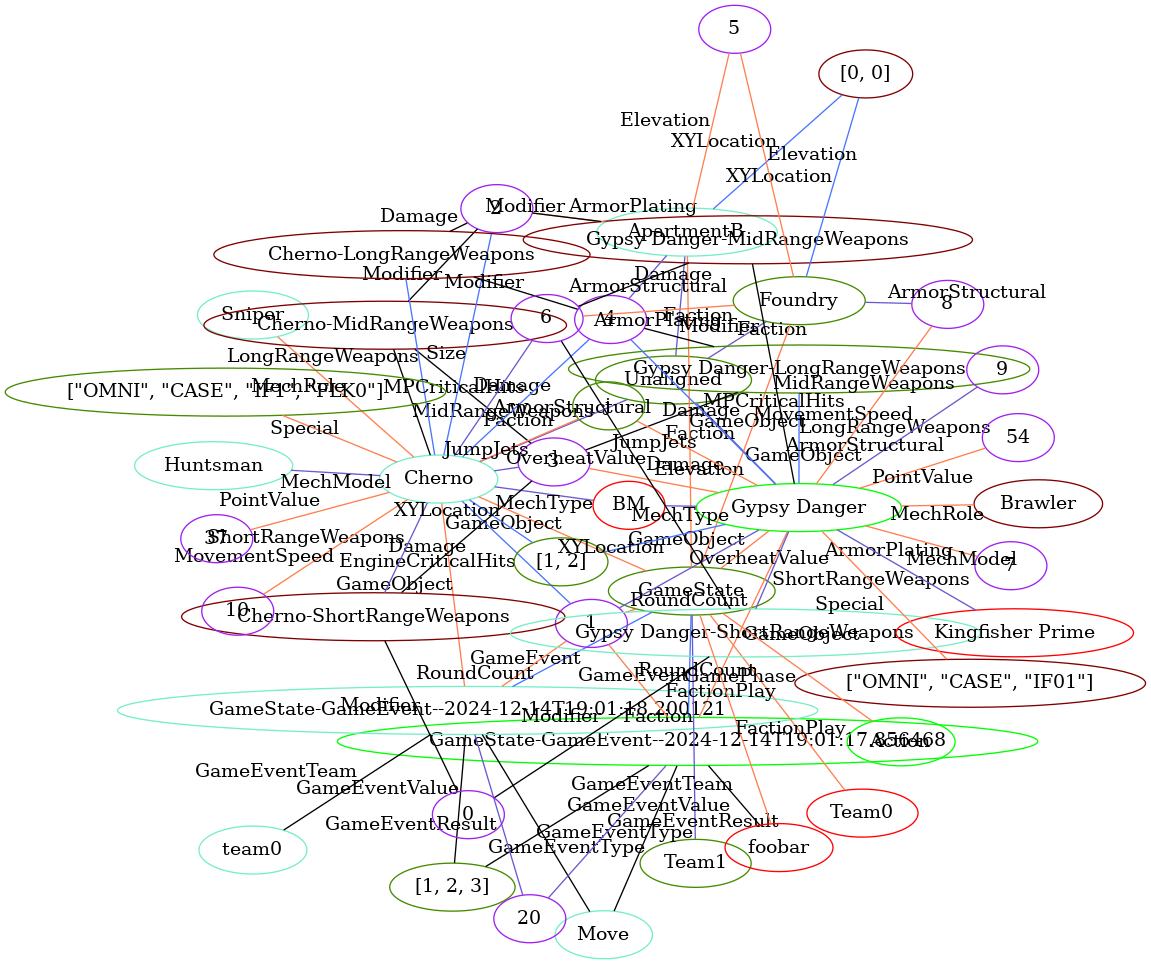 5
[0, 0]
Elevation
XYLocation
Elevation
XYLocation
2
Modifier
ArmorPlating
Damage
ApartmentB
Gypsy Danger-MidRangeWeapons
Cherno-LongRangeWeapons
Modifier
Damage
Modifier
ArmorStructural
ArmorStructural
Foundry
8
Sniper
6
4
Faction
ArmorPlating
Cherno-MidRangeWeapons
Modifier
Faction
LongRangeWeapons
Size
Gypsy Danger-LongRangeWeapons
9
Unaligned
MidRangeWeapons
["OMNI", "CASE", "IF1", "FLK0"]
MechRole
MPCriticalHits
Damage
MPCriticalHits
MidRangeWeapons
ArmorStructural
Damage
MovementSpeed
Faction
GameObject
Special
LongRangeWeapons
Faction
54
JumpJets
JumpJets
ArmorStructural
GameObject
Huntsman
OverheatValue
3
Damage
Elevation
Cherno
PointValue
MechModel
PointValue
MechType
BM
Gypsy Danger
Brawler
XYLocation
MechType
MechRole
GameObject
37
ShortRangeWeapons
GameObject
Damage
XYLocation
ArmorPlating
MovementSpeed
EngineCriticalHits
[1, 2]
OverheatValue
MechModel
7
GameObject
ShortRangeWeapons
GameState
RoundCount
Special
10
Cherno-ShortRangeWeapons
1
Gypsy Danger-ShortRangeWeapons
GameObject
Kingfisher Prime
GameEvent
RoundCount
RoundCount
GameEvent
GamePhase
["OMNI", "CASE", "IF01"]
FactionPlay
Modifier
GameState-GameEvent--2024-12-14T19:01:18.200121
Modifier
Faction
FactionPlay
GameState-GameEvent--2024-12-14T19:01:17.856468
Action
GameEventTeam
GameEventValue
GameEventTeam
GameEventValue
0
Team0
GameEventResult
GameEventResult
GameEventType
GameEventType
team0
Team1
foobar
[1, 2, 3]
20
Move